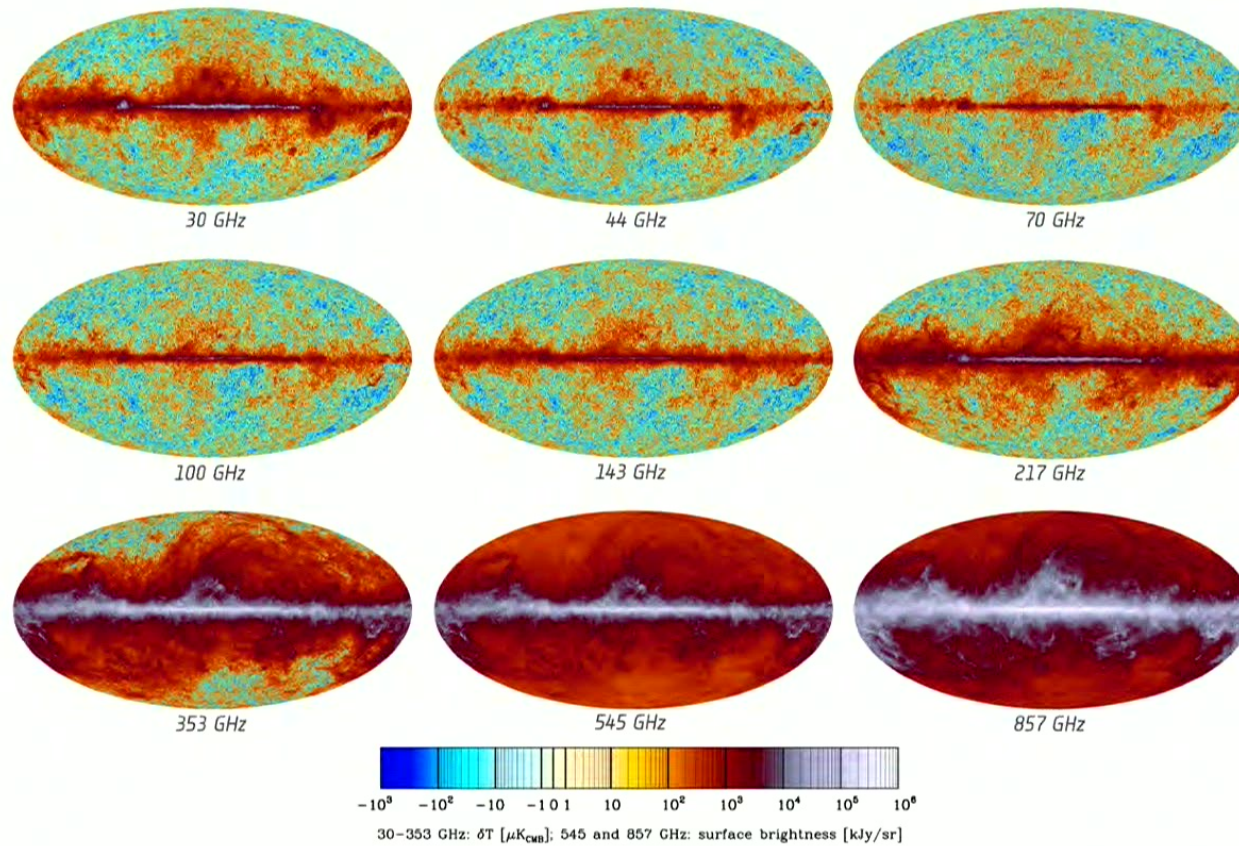 30 GHz
44 GHz
70 GHz
100 GHz
143 GHz
217 GHz
353 GHz
545 GHz
857 GHz
−10³ −10² −10 −1 0 1 10 10² 10³ 10⁴ 10⁵ 10⁶
30−353 GHz: δT [μK_CMB]; 545 and 857 GHz: surface brightness [kJy/sr]